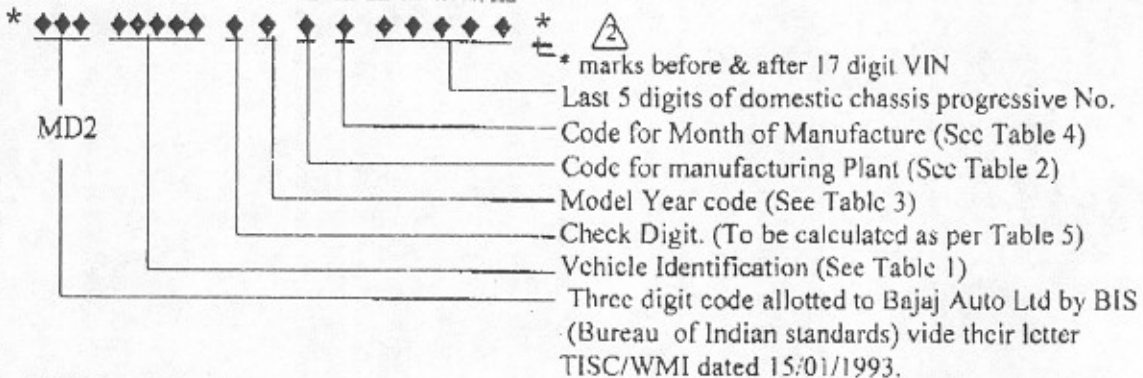 * ♦♦♦ ♦♦♦♦♦ ♦ ♦ ♦ ♦ ♦ ♦ ♦ ♦ ♦ *
2
* marks before & after 17 digit VIN
Last 5 digits of domestic chassis progressive No.
MD2
Code for Month of Manufacture (See Table 4)
Code for manufacturing Plant (See Table 2)
Model Year code (See Table 3)
Check Digit. (To be calculated as per Table 5)
Vehicle Identification (See Table 1)
Three digit code allotted to Bajaj Auto Ltd by BIS
(Bureau of Indian standards) vide their letter
TISC/WMI dated 15/01/1993.